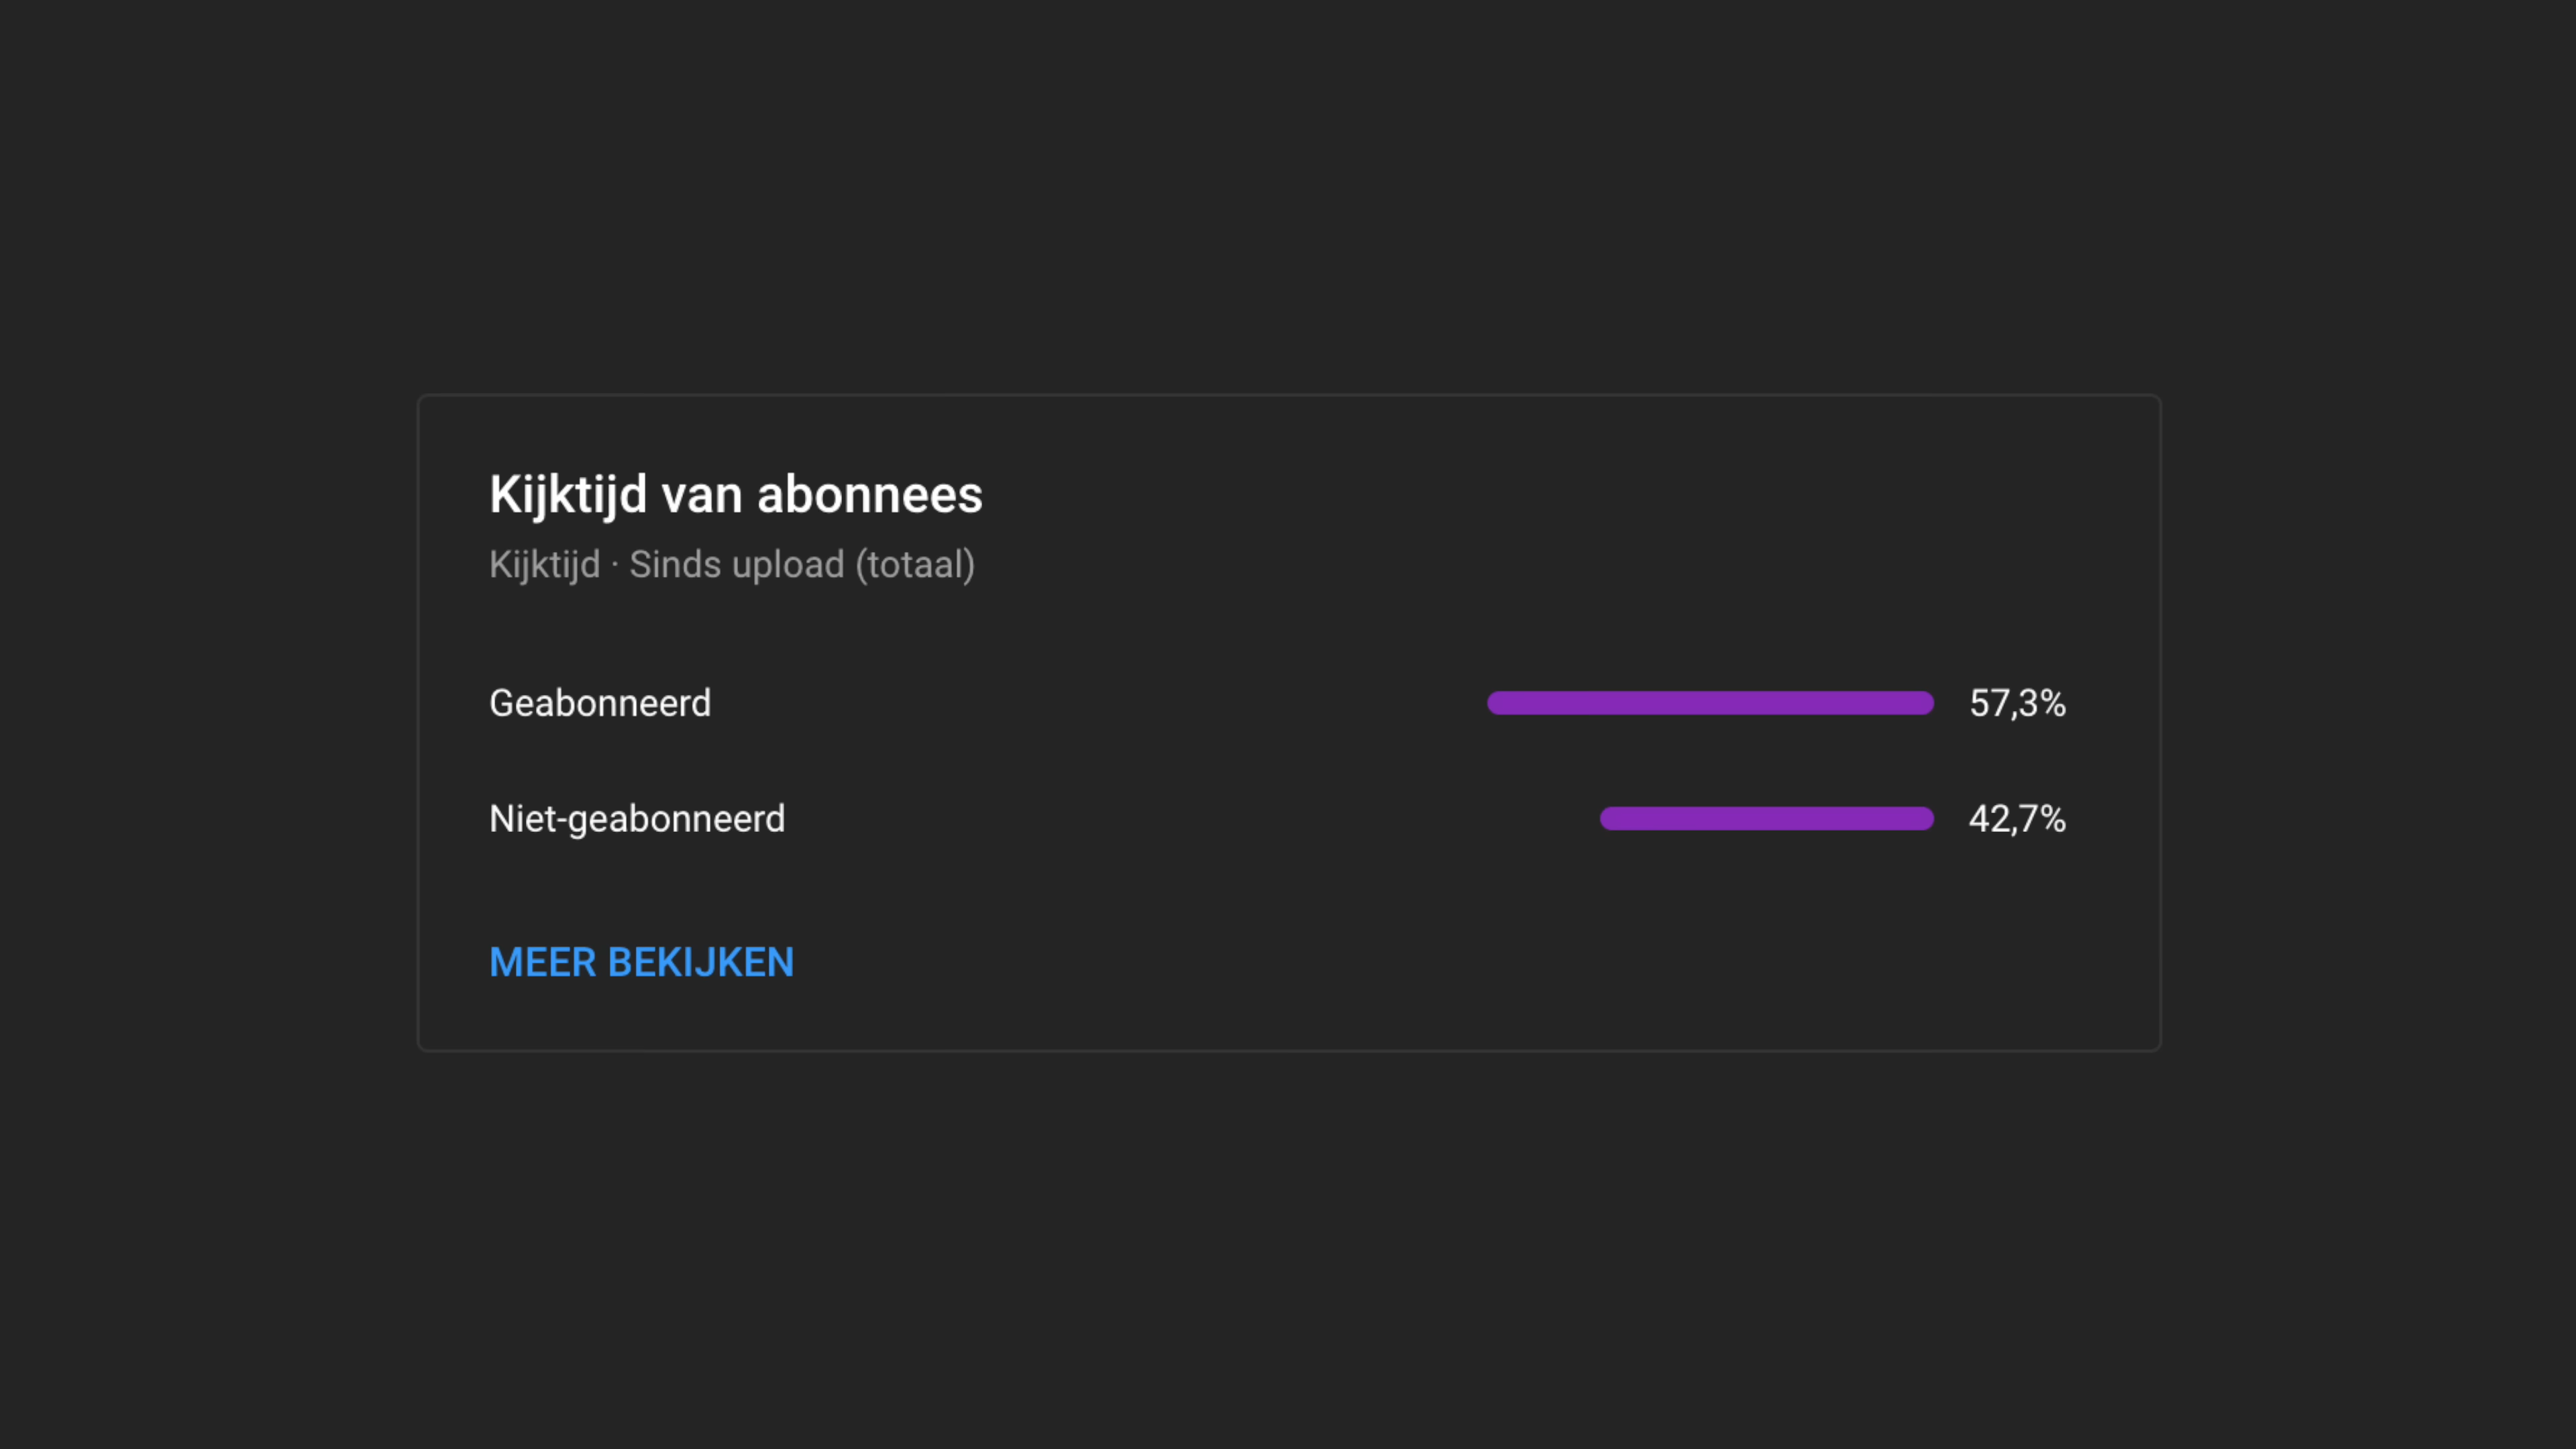 Kijktijd van abonnees
Kijktijd · Sinds upload (totaal)
Geabonneerd 57,3%
Niet-geabonneerd 42,7%
MEER BEKIJKEN